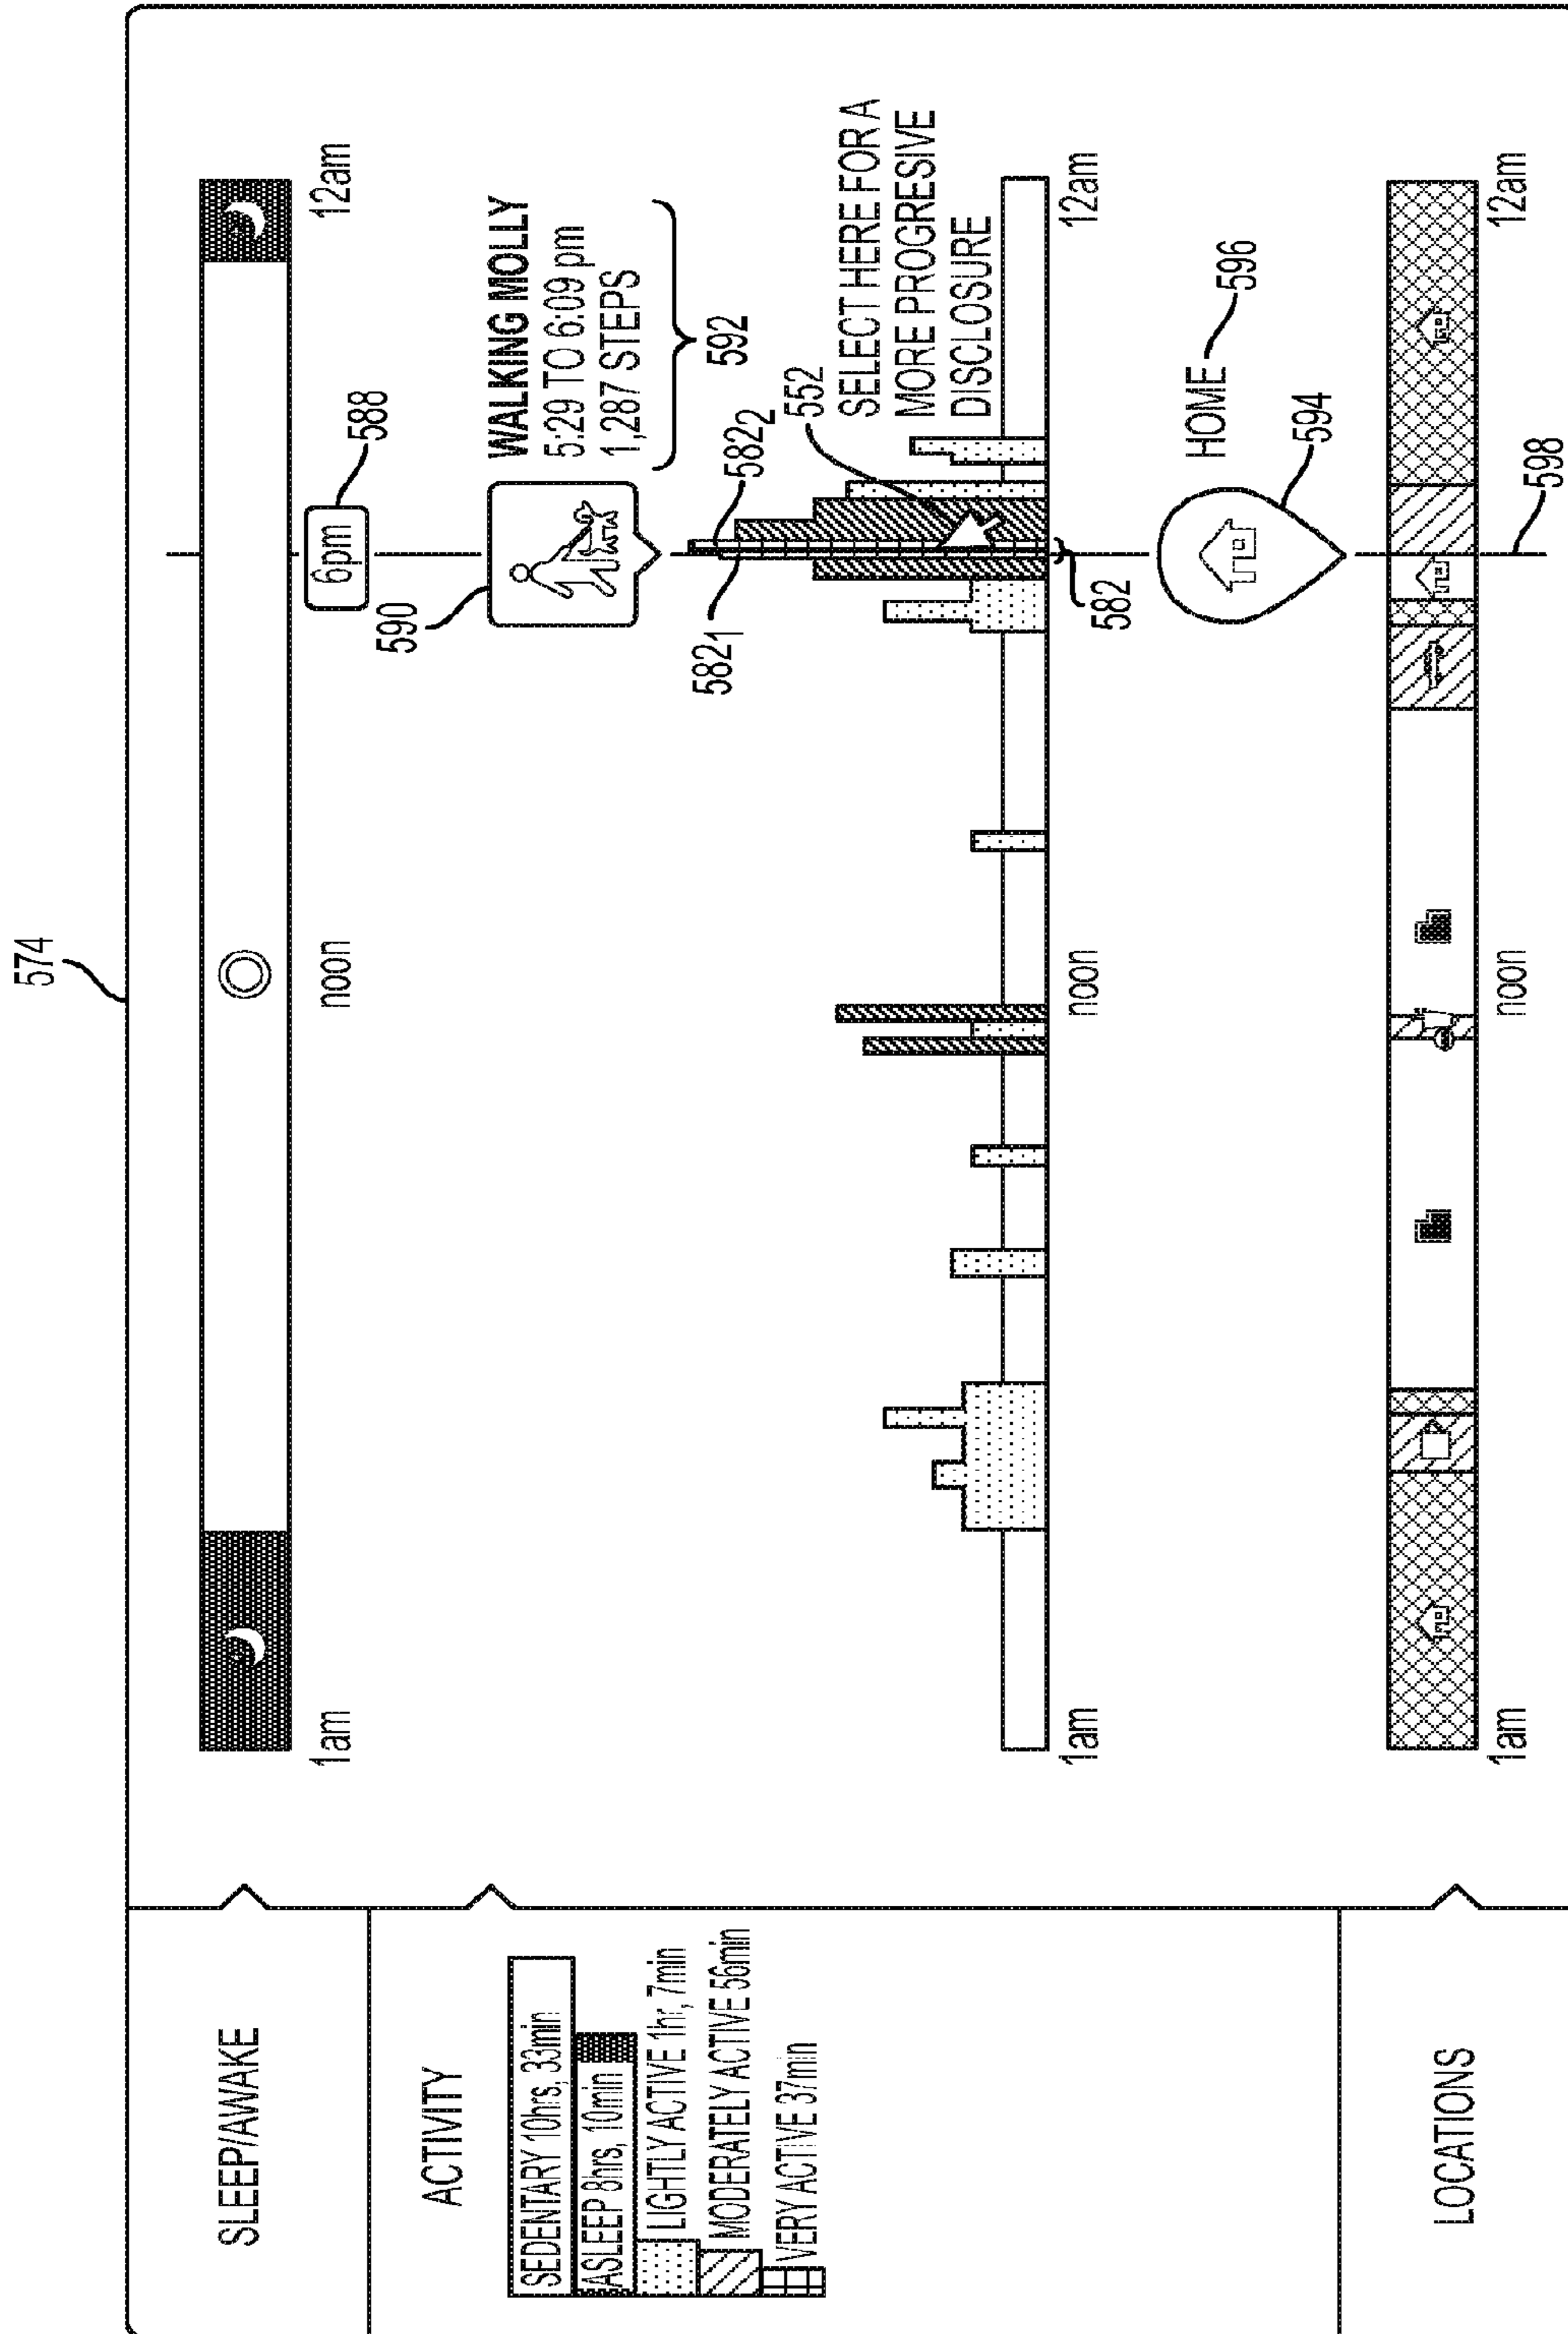 574
SLEEP/AWAKE
1am
noon
12am
6pm
588
590
WALKING MOLLY
5:29 TO 6:09 pm
1,287 STEPS
592
ACTIVITY
SEDENTARY 10hrs, 33min
ASLEEP 8hrs, 10min
LIGHTLY ACTIVE 1hr, 7min
MODERATELY ACTIVE 56min
VERY ACTIVE 37min
582₁
582₂
552
SELECT HERE FOR A
MORE PROGRESIVE
DISCLOSURE
582
1am
noon
12am
HOME
596
594
LOCATIONS
1am
noon
12am
598